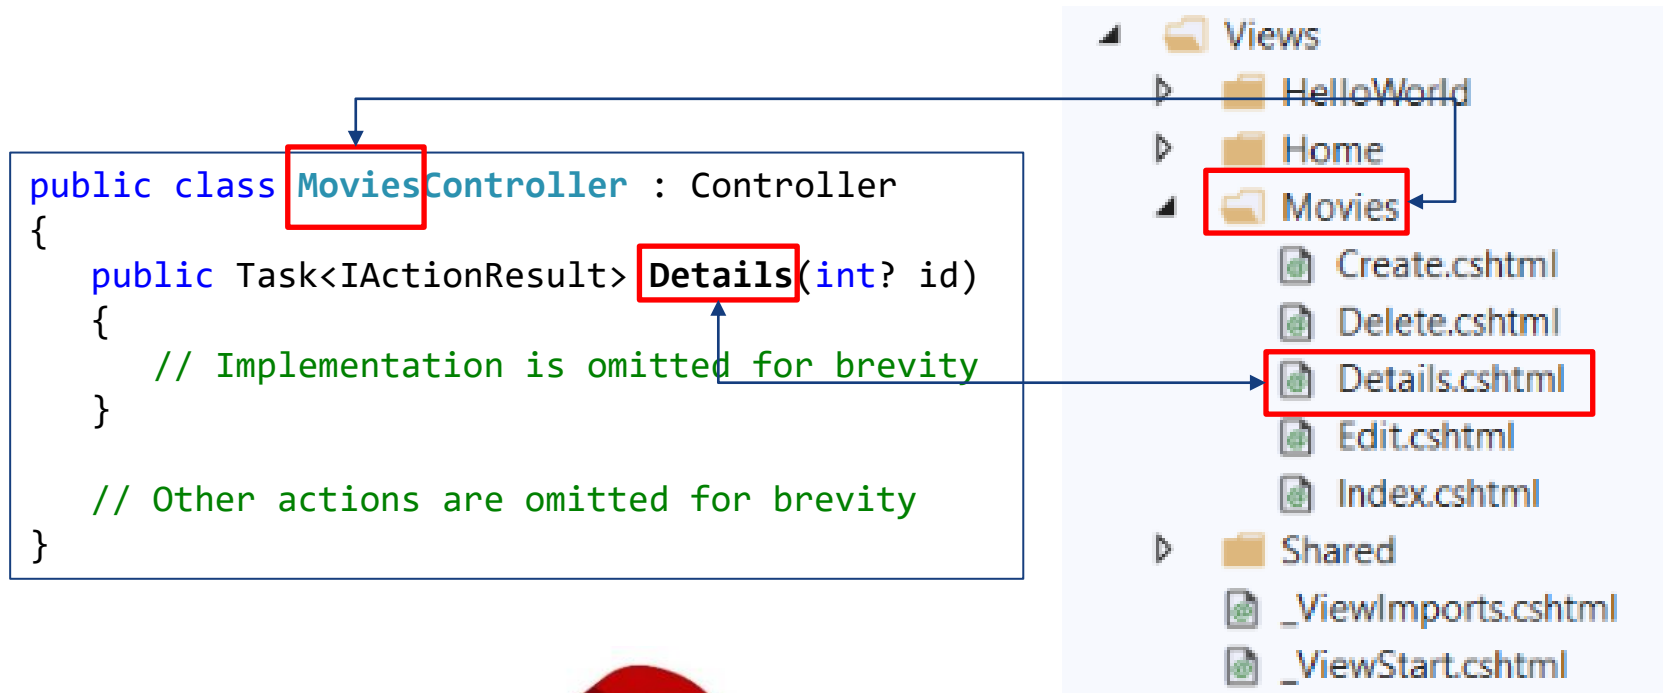 public class MoviesController : Controller
{
public Task<IActionResult> Details(int? id)
{
// Implementation is omitted for brevity
}
// Other actions are omitted for brevity
}
Views
HelloWorld
Home
Movies
Create.cshtml
Delete.cshtml
Details.cshtml
Edit.cshtml
Index.cshtml
Shared
_ViewImports.cshtml
_ViewStart.cshtml